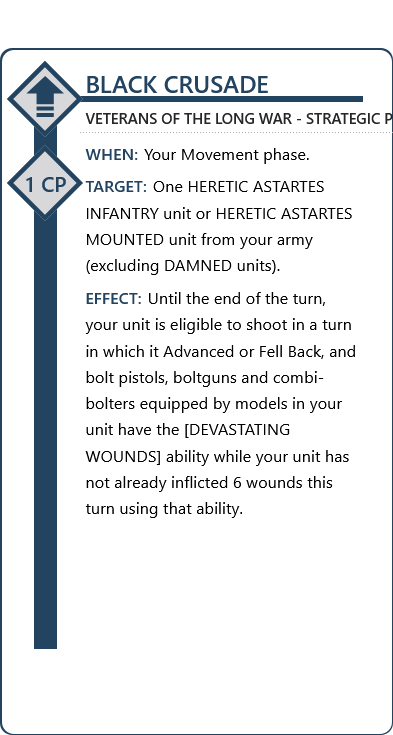 BLACK CRUSADE
VETERANS OF THE LONG WAR - STRATEGIC P
1 CP
WHEN: Your Movement phase.
TARGET: One HERETIC ASTARTES
INFANTRY unit or HERETIC ASTARTES
MOUNTED unit from your army
(excluding DAMNED units).
EFFECT: Until the end of the turn,
your unit is eligible to shoot in a turn
in which it Advanced or Fell Back, and
bolt pistols, boltguns and combi-
bolters equipped by models in your
unit have the [DEVASTATING
WOUNDS] ability while your unit has
not already inflicted 6 wounds this
turn using that ability.